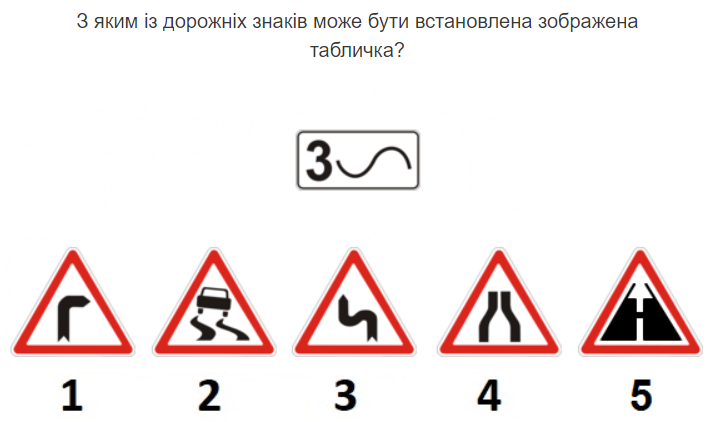 З яким із дорожніх знаків може бути встановлена зображена
табличка?
3
1 2 3 4 5